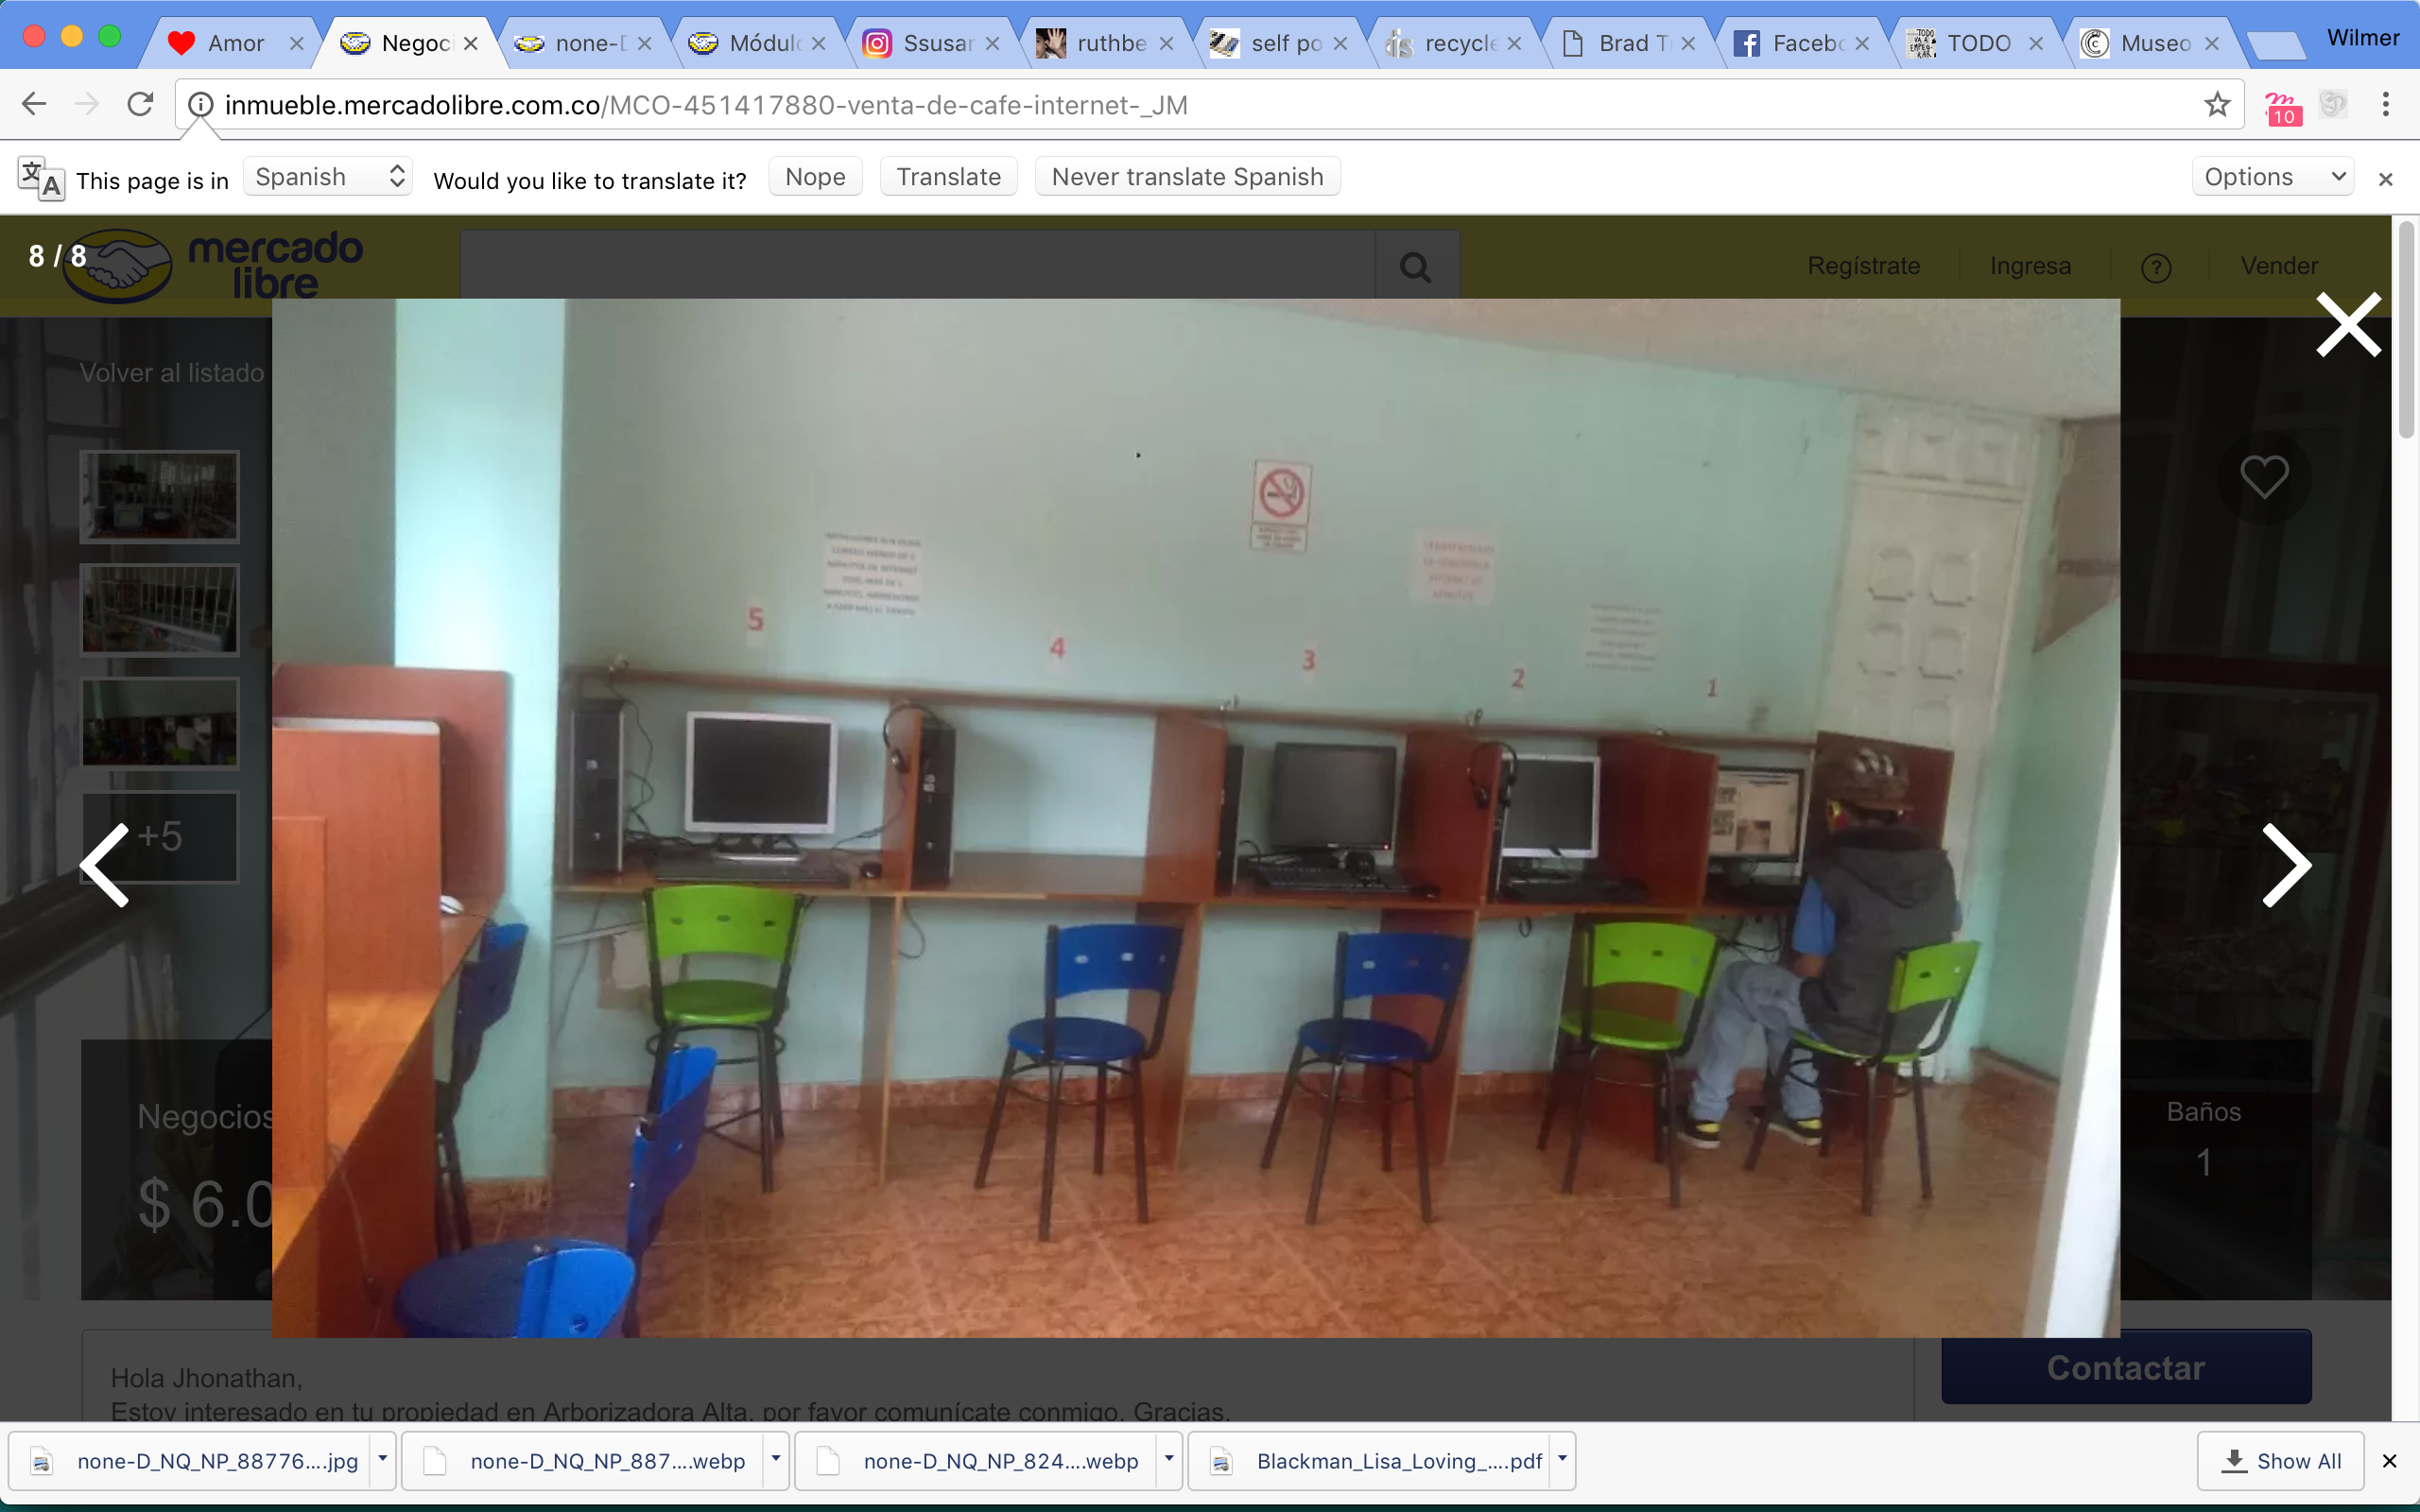 Amor
Negoc
none-D
Módulo
Ssusar
ruthbe
self po
recycle
Brad T
Facebo
TODO
Museo
Wilmer
inmueble.mercadolibre.com.co/MCO-451417880-venta-de-cafe-internet-_JM
10
This page is in
Spanish
Would you like to translate it?
Nope
Translate
Never translate Spanish
Options
8 / 8
mercado
libre
Regístrate
Ingresa
?
Vender
Volver al listado
+5
5
4
3
2
1
Negocios
$ 6.0
Baños
1
Hola Jhonathan,
Estoy interesado en tu propiedad en Arborizadora Alta, por favor comunícate conmigo. Gracias.
Contactar
none-D_NQ_NP_88776....jpg
none-D_NQ_NP_887....webp
none-D_NQ_NP_824....webp
Blackman_Lisa_Loving_....pdf
Show All